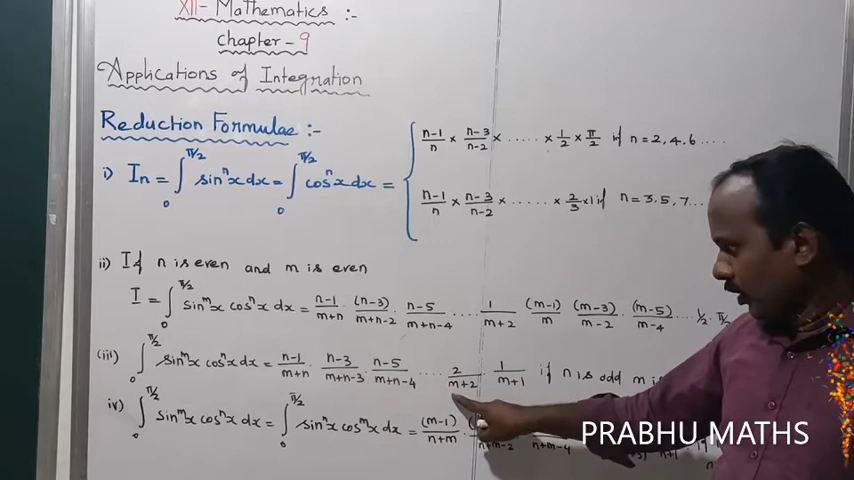 XII - Mathematics :-
chapter - 9
Applications of Integration
Reduction Formulae :-
i) In = ∫₀^(π/2) sinⁿx dx = ∫₀^(π/2) cosⁿx dx = { (n-1)/n × (n-3)/(n-2) × ..... × 1/2 × π/2 if n = 2, 4, 6 ....
(n-1)/n × (n-3)/(n-2) × ..... × 2/3 × 1 if n = 3, 5, 7 ...
ii) If n is even and m is even
I = ∫₀^(π/2) sinᵐx cosⁿx dx = (n-1)/(m+n) · (n-3)/(m+n-2) · (n-5)/(m+n-4) .... 1/(m+2) (m-1)/m (m-3)/(m-2) · (m-5)/(m-4) .... 1/2 · π/2
(iii) ∫₀^(π/2) sinᵐx cosⁿx dx = (n-1)/(m+n) · (n-3)/(m+n-3) · (n-5)/(m+n-4) ..... 2/(m+2) · 1/(m+1) if n is odd m
iv) ∫₀^(π/2) sinᵐx cosⁿx dx = ∫₀^(π/2) sinⁿx cosᵐx dx = (m-1)/(n+m) ·
PRABHU MATHS